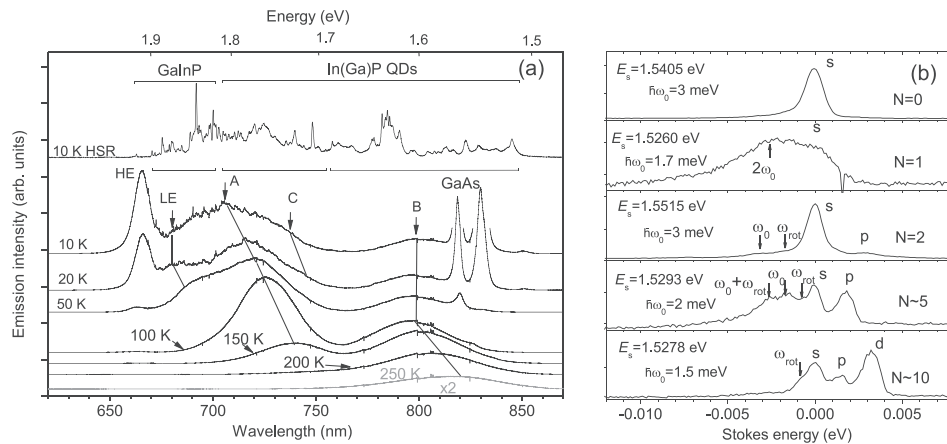 Energy (eV)
1.9
1.8
1.7
1.6
1.5
GaInP
In(Ga)P QDs
(a)
10 K HSR
HE
LE
A
C
B
GaAs
10 K
20 K
50 K
100 K
150 K
200 K
250 K
x2
Emission intensity (arb. units)
650
700
750
800
850
Wavelength (nm)
(b)
Es=1.5405 eV
ħω0=3 meV
s
N=0
Es=1.5260 eV
ħω0=1.7 meV
s
2ω0
N=1
Es=1.5515 eV
ħω0=3 meV
ω0
ωrot
s
p
N=2
Es=1.5293 eV
ħω0=2 meV
ω0+ωrot
ω0
ωrot
s
p
N~5
Es=1.5278 eV
ħω0=1.5 meV
ωrot
s
p
d
N~10
-0.010
-0.005
0.000
0.005
Stokes energy (eV)